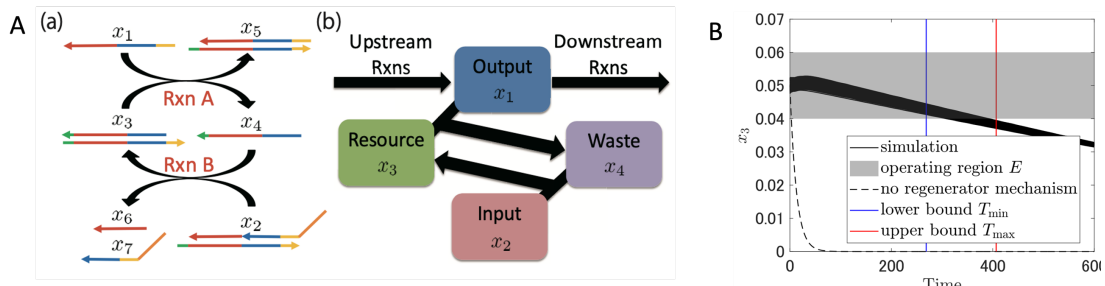 A
(a)
x₁
x₅
Rxn A
x₃
x₄
Rxn B
x₆
x₂
x₇
(b)
Upstream
Rxns
Downstream
Rxns
Output
x₁
Resource
x₃
Waste
x₄
Input
x₂
B
0.06
0.05
0.04
0.03
0.02
0.01
0
x₃
simulation
operating region E
no regenerator mechanism
lower bound Tₘᵢₙ
upper bound Tₘₐₓ
0
200
400
600
Time